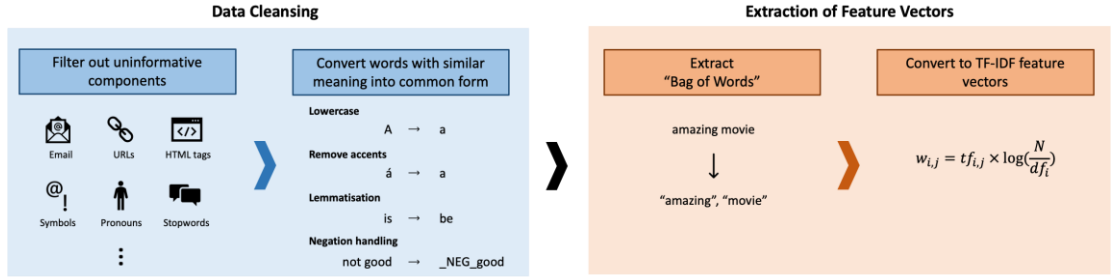 Data Cleansing
Filter out uninformative
components
@
Email
URLs
</>
HTML tags
@
!
Symbols
Pronouns
Stopwords
⋮
Convert words with similar
meaning into common form
Lowercase
A → a
Remove accents
á → a
Lemmatisation
is → be
Negation handling
not good → _NEG_good
Extraction of Feature Vectors
Extract
“Bag of Words”
amazing movie
↓
“amazing”, “movie”
Convert to TF-IDF feature
vectors
w_{i,j} = tf_{i,j} × log(N/df_i)